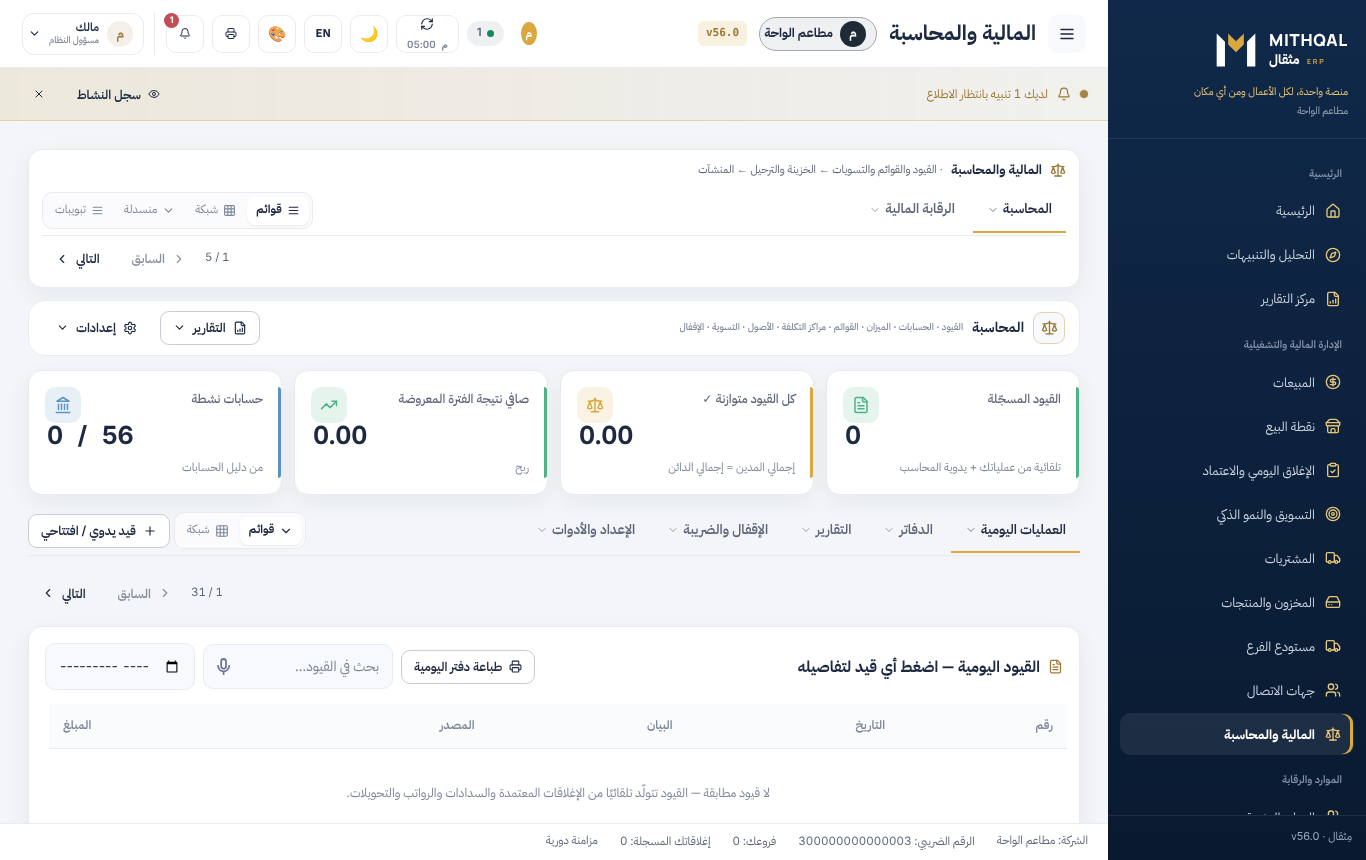 MITHQAL
مثقال ERP
منصة واحدة، لكل الأعمال ومن أي مكان
مطاعم الواحة
الرئيسية
الرئيسية
التحليل والتنبيهات
مركز التقارير
الإدارة المالية والتشغيلية
المبيعات
نقطة البيع
الإغلاق اليومي والاعتماد
التسويق والنمو الذكي
المشتريات
المخزون والمنتجات
مستودع الفرع
جهات الاتصال
المالية والمحاسبة
الموارد والرقابة
مثقال · v56.0
المالية والمحاسبة
م مطاعم الواحة
v56.0
م
1
05:00 م
EN
1
م مالك
مسؤول النظام
لديك 1 تنبيه بانتظار الاطلاع
سجل النشاط
المالية والمحاسبة · القيود والقوائم والتسويات ← الخزينة والترحيل ← المنشآت
المحاسبة الرقابة المالية
قوائم شبكة منسدلة تبويبات
1 / 5 السابق التالي
المحاسبة القيود · الحسابات · الميزان · القوائم · مراكز التكلفة · الأصول · التسوية · الإقفال
التقارير إعدادات
القيود المسجّلة
0
تلقائية من عملياتك + يدوية المحاسب
كل القيود متوازنة ✓
0.00
إجمالي المدين = إجمالي الدائن
صافي نتيجة الفترة المعروضة
0.00
ربح
حسابات نشطة
0 / 56
من دليل الحسابات
العمليات اليومية الدفاتر التقارير الإقفال والضريبة الإعداد والأدوات
قوائم شبكة
قيد يدوي / افتتاحي
1 / 31 السابق التالي
القيود اليومية — اضغط أي قيد لتفاصيله
طباعة دفتر اليومية
بحث في القيود...
--------- ----
رقم التاريخ البيان المصدر المبلغ
لا قيود مطابقة — القيود تتولّد تلقائيًا من الإغلاقات المعتمدة والسدادات والرواتب والتحويلات.
الشركة: مطاعم الواحة الرقم الضريبي: 300000000000003 فروعك: 0 إغلاقاتك المسجلة: 0 مزامنة دورية